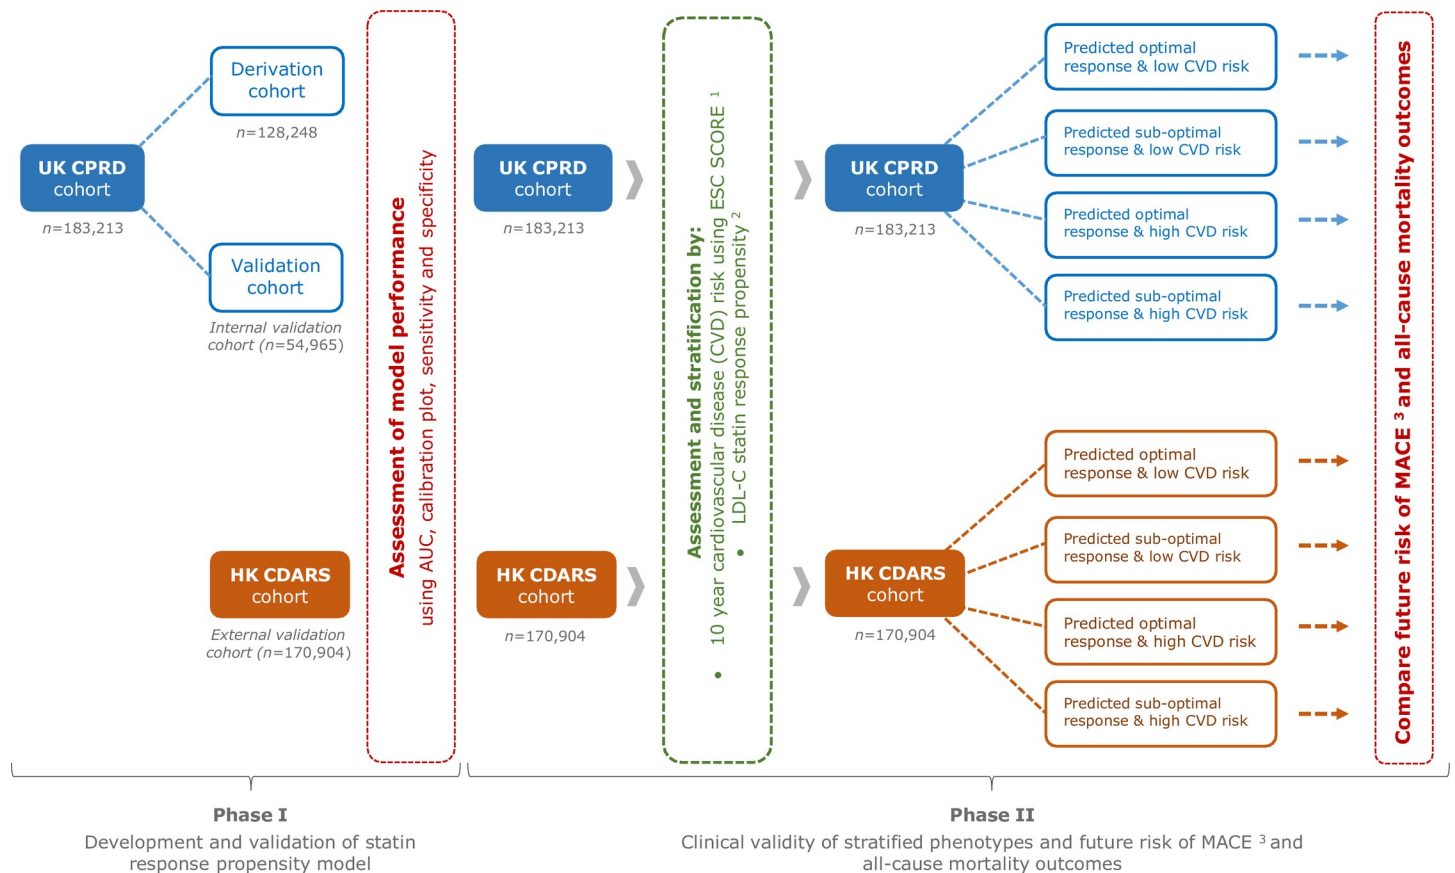 UK CPRD
cohort
n=183,213
Derivation
cohort
n=128,248
Validation
cohort
Internal validation
cohort (n=54,965)
HK CDARS
cohort
External validation
cohort (n=170,904)
Assessment of model performance
using AUC, calibration plot, sensitivity and specificity
UK CPRD
cohort
n=183,213
HK CDARS
cohort
n=170,904
Assessment and stratification by:
• 10 year cardiovascular disease (CVD) risk using ESC SCORE 1
• LDL-C statin response propensity 2
UK CPRD
cohort
n=183,213
Predicted optimal
response & low CVD risk
Predicted sub-optimal
response & low CVD risk
Predicted optimal
response & high CVD risk
Predicted sub-optimal
response & high CVD risk
HK CDARS
cohort
n=170,904
Predicted optimal
response & low CVD risk
Predicted sub-optimal
response & low CVD risk
Predicted optimal
response & high CVD risk
Predicted sub-optimal
response & high CVD risk
Compare future risk of MACE 3 and all-cause mortality outcomes
Phase I
Development and validation of statin
response propensity model
Phase II
Clinical validity of stratified phenotypes and future risk of MACE 3 and
all-cause mortality outcomes